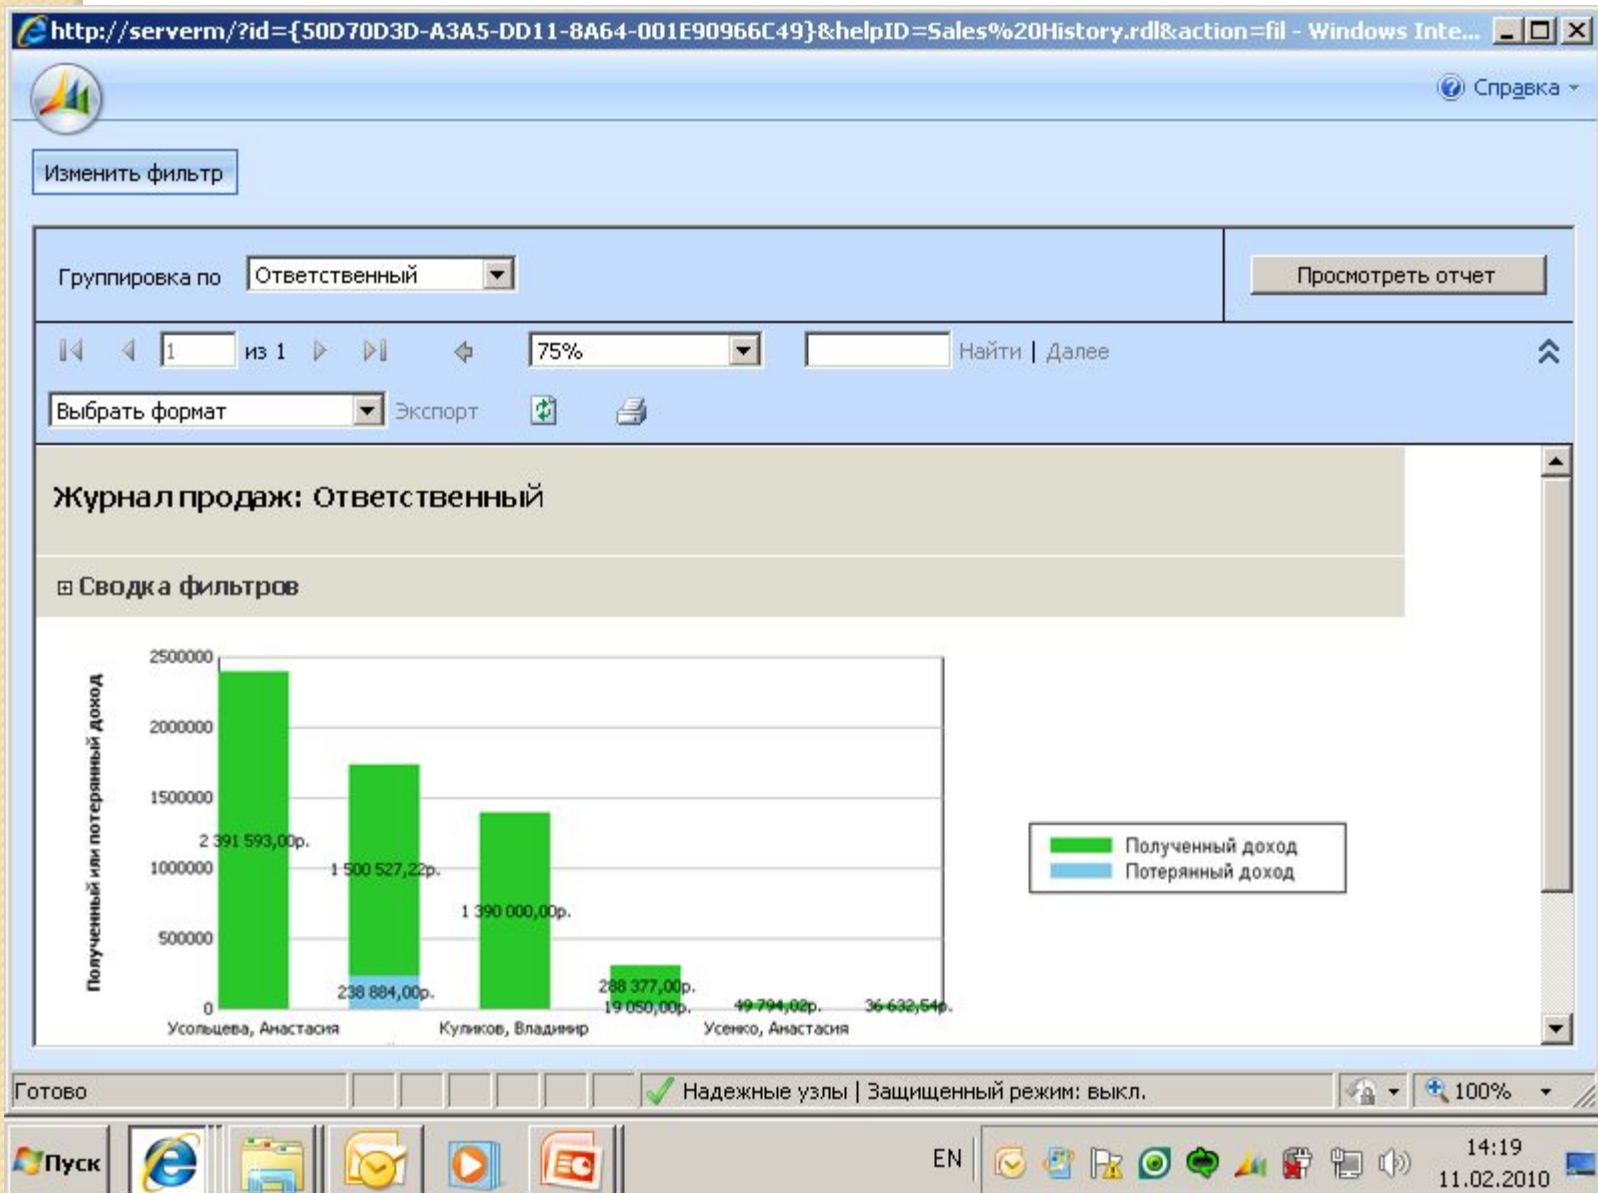 http://serverm/?id={50D70D3D-A3A5-DD11-8A64-001E90966C49}&helpID=Sales%20History.rdl&action=fil - Windows Inte...
Справка
Изменить фильтр
Группировка по Ответственный Просмотреть отчет
1 из 1 75% Найти | Далее
Выбрать формат Экспорт
Журнал продаж: Ответственный
Сводка фильтров
Полученный или потерянный доход
2500000
2000000
1500000
1000000
500000
0
2 391 593,00р.
1 500 527,22р.
238 884,00р.
1 390 000,00р.
288 377,00р.
19 050,00р.
49 794,02р.
36 632,54р.
Усольцева, Анастасия Куликов, Владимир Усенко, Анастасия
Полученный доход
Потерянный доход
Готово Надежные узлы | Защищенный режим: выкл. 100%
Пуск EN 14:19
11.02.2010